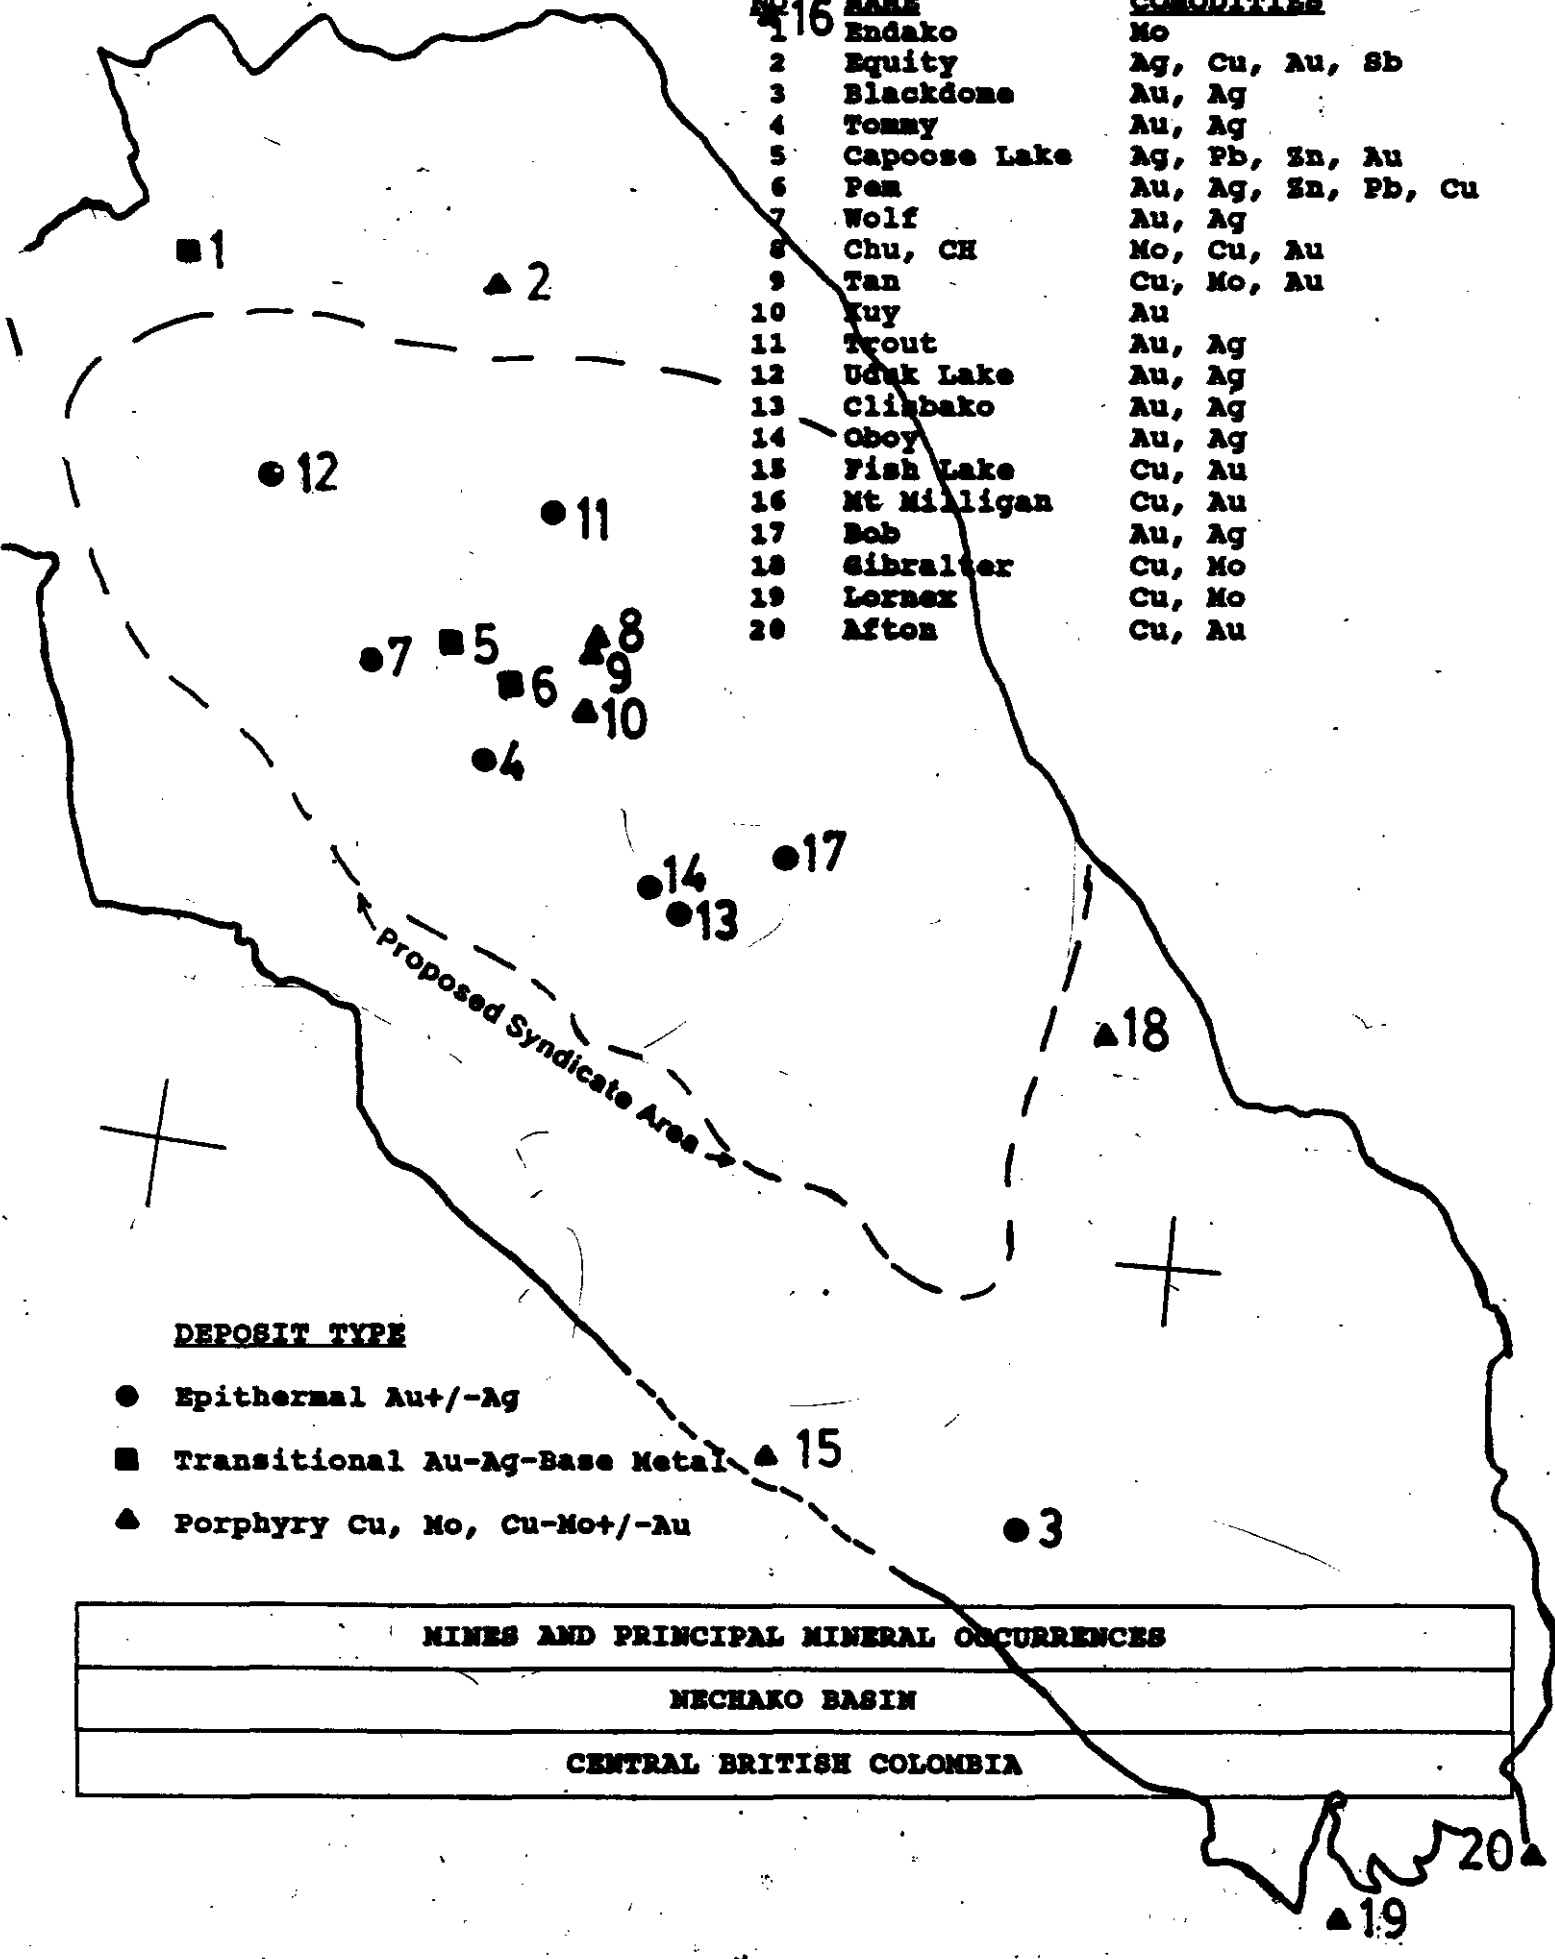 NO NAME COMODITIES
1 Endako Mo
2 Equity Ag, Cu, Au, Sb
3 Blackdome Au, Ag
4 Tommy Au, Ag
5 Capoose Lake Ag, Pb, Zn, Au
6 Pem Au, Ag, Zn, Pb, Cu
7 Wolf Au, Ag
8 Chu, CH Mo, Cu, Au
9 Tan Cu, Mo, Au
10 Kuy Au
11 Trout Au, Ag
12 Uduk Lake Au, Ag
13 Clisbako Au, Ag
14 Oboy Au, Ag
15 Fish Lake Cu, Au
16 Mt Milligan Cu, Au
17 Bob Au, Ag
18 Gibralter Cu, Mo
19 Lornex Cu, Mo
20 Afton Cu, Au
16
1
2
12
11
8
7
5
9
6
10
4
17
14
13
Proposed Syndicate Area
18
DEPOSIT TYPE
Epithermal Au+/-Ag
Transitional Au-Ag-Base Metal
15
Porphyry Cu, Mo, Cu-Mo+/-Au
3
MINES AND PRINCIPAL MINERAL OCCURRENCES
NECHAKO BASIN
CENTRAL BRITISH COLOMBIA
20
19